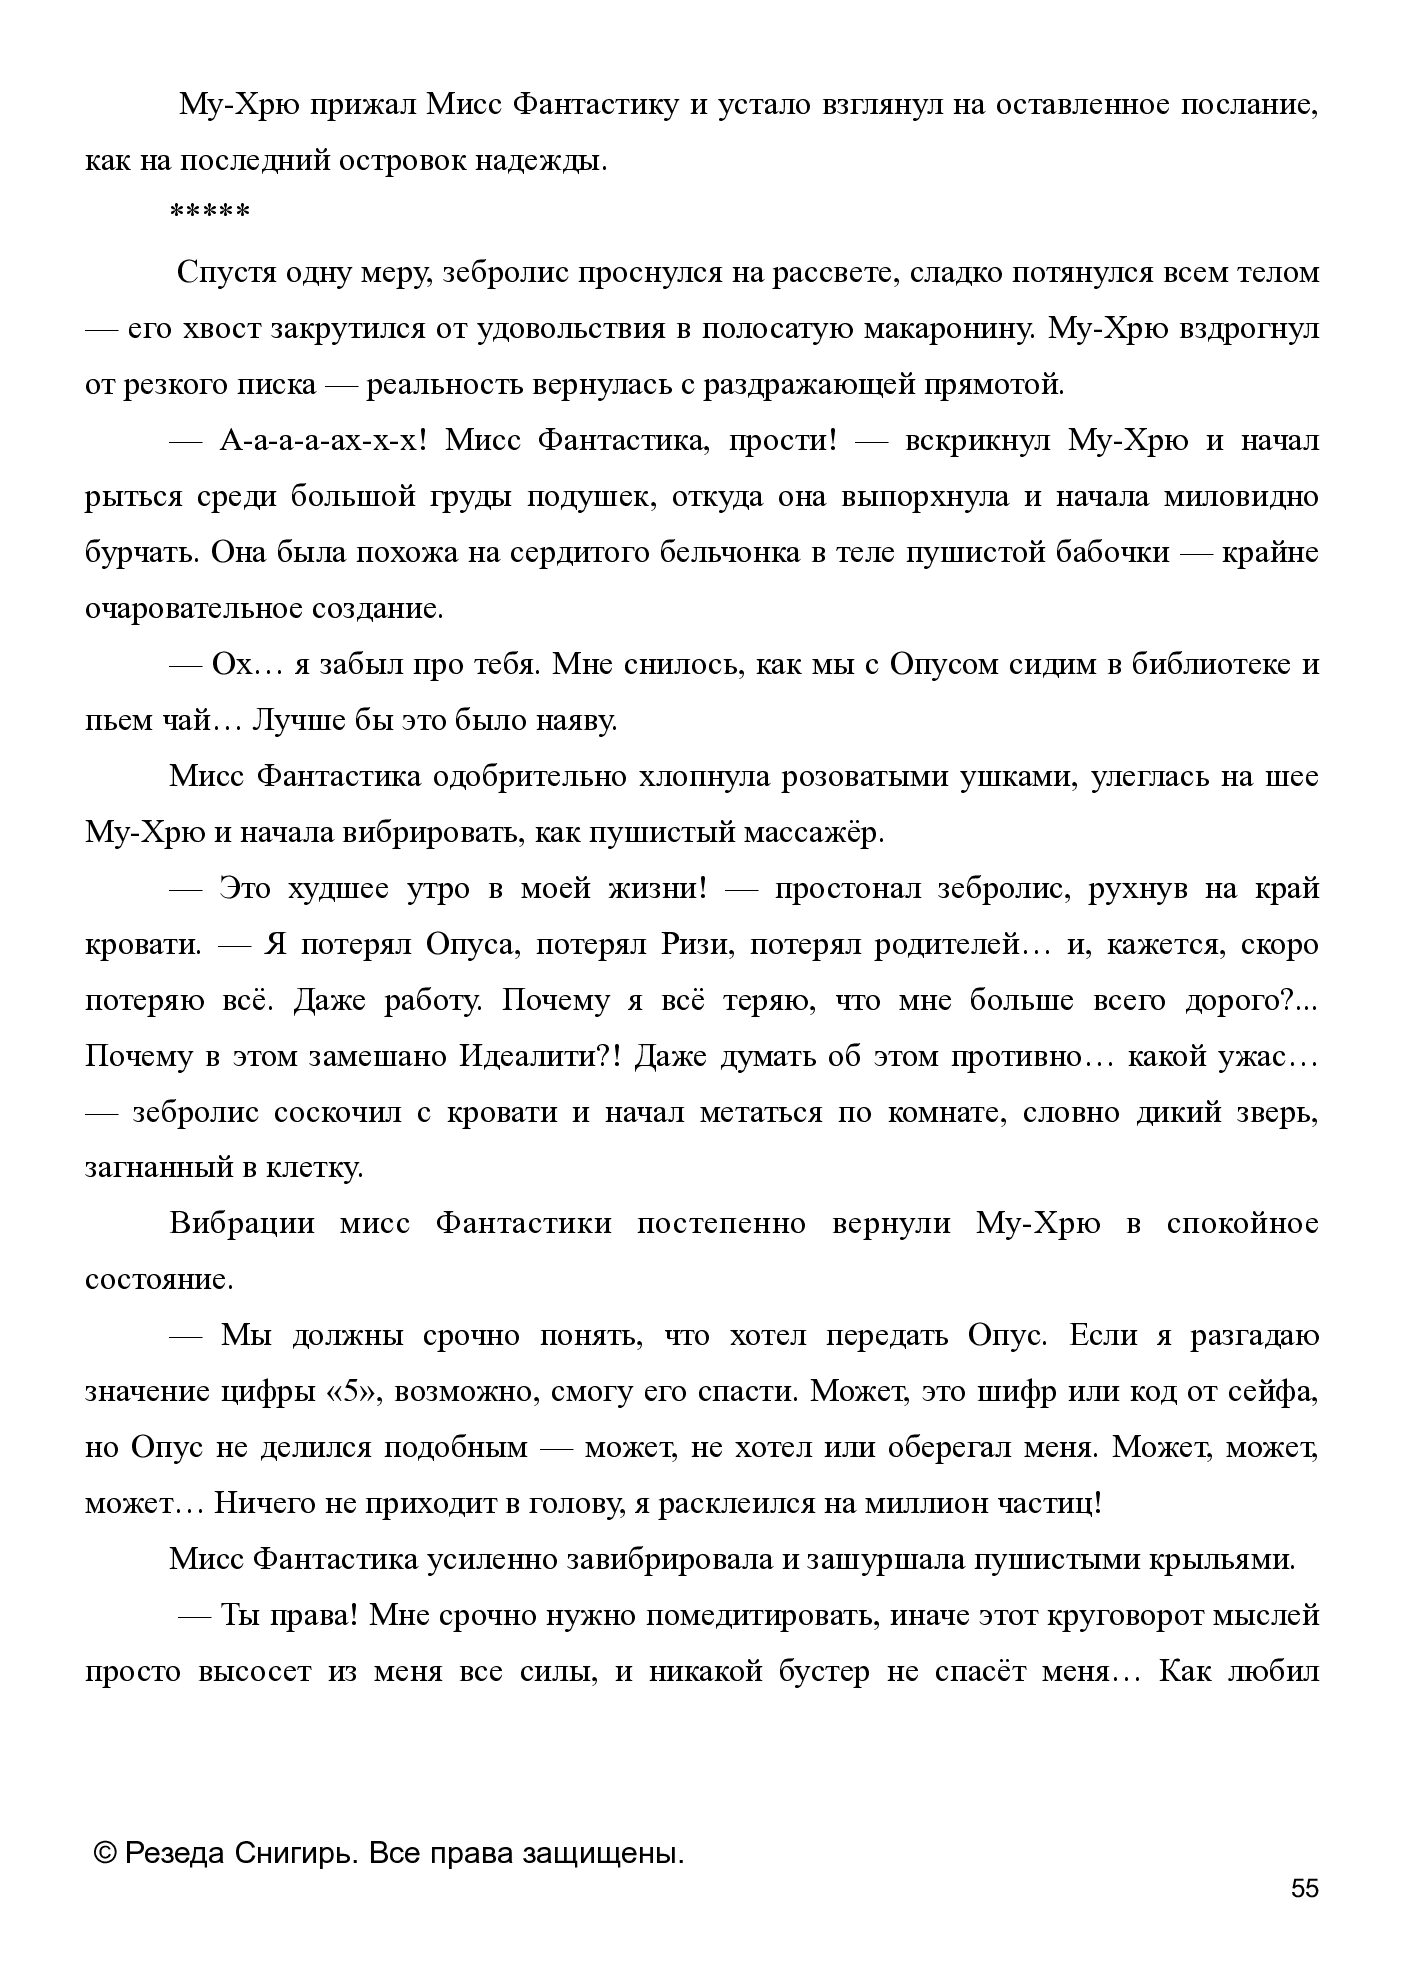 Му-Хрю прижал Мисс Фантастику и устало взглянул на оставленное послание,
как на последний островок надежды.
*****
Спустя одну меру, зебролис проснулся на рассвете, сладко потянулся всем телом
— его хвост закрутился от удовольствия в полосатую макаронину. Му-Хрю вздрогнул
от резкого писка — реальность вернулась с раздражающей прямотой.
— А-а-а-а-ах-х-х! Мисс Фантастика, прости! — вскрикнул Му-Хрю и начал
рыться среди большой груды подушек, откуда она выпорхнула и начала миловидно
бурчать. Она была похожа на сердитого бельчонка в теле пушистой бабочки — крайне
очаровательное создание.
— Ох… я забыл про тебя. Мне снилось, как мы с Опусом сидим в библиотеке и
пьем чай… Лучше бы это было наяву.
Мисс Фантастика одобрительно хлопнула розоватыми ушками, улеглась на шее
Му-Хрю и начала вибрировать, как пушистый массажёр.
— Это худшее утро в моей жизни! — простонал зебролис, рухнув на край
кровати. — Я потерял Опуса, потерял Ризи, потерял родителей… и, кажется, скоро
потеряю всё. Даже работу. Почему я всё теряю, что мне больше всего дорого?...
Почему в этом замешано Идеалити?! Даже думать об этом противно… какой ужас…
— зебролис соскочил с кровати и начал метаться по комнате, словно дикий зверь,
загнанный в клетку.
Вибрации мисс Фантастики постепенно вернули Му-Хрю в спокойное
состояние.
— Мы должны срочно понять, что хотел передать Опус. Если я разгадаю
значение цифры «5», возможно, смогу его спасти. Может, это шифр или код от сейфа,
но Опус не делился подобным — может, не хотел или оберегал меня. Может, может,
может… Ничего не приходит в голову, я расклеился на миллион частиц!
Мисс Фантастика усиленно завибрировала и зашуршала пушистыми крыльями.
— Ты права! Мне срочно нужно помедитировать, иначе этот круговорот мыслей
просто высосет из меня все силы, и никакой бустер не спасёт меня… Как любил
© Резеда Снигирь. Все права защищены.
55